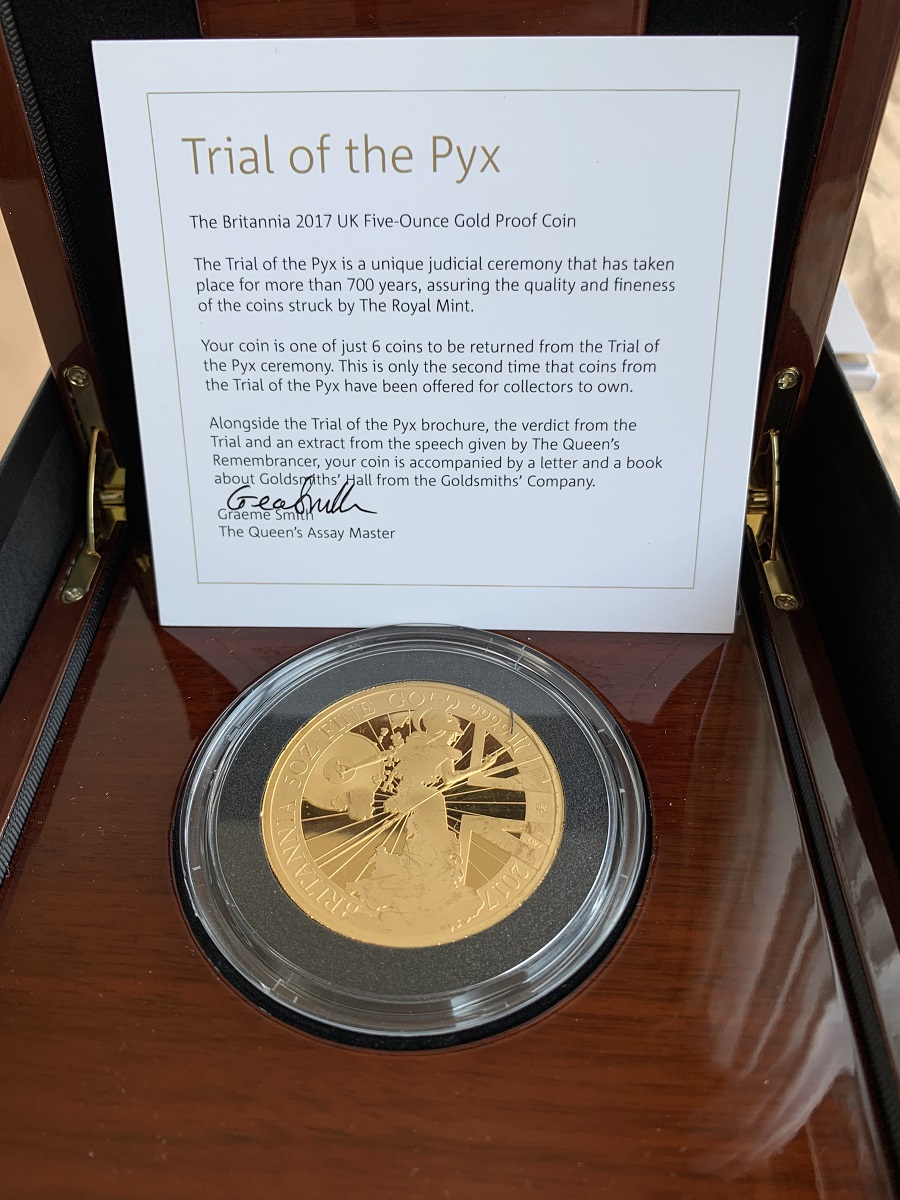 Trial of the Pyx
The Britannia 2017 UK Five-Ounce Gold Proof Coin
The Trial of the Pyx is a unique judicial ceremony that has taken
place for more than 700 years, assuring the quality and fineness
of the coins struck by The Royal Mint.
Your coin is one of just 6 coins to be returned from the Trial of
the Pyx ceremony. This is only the second time that coins from
the Trial of the Pyx have been offered for collectors to own.
Alongside the Trial of the Pyx brochure, the verdict from the
Trial and an extract from the speech given by The Queen's
Remembrancer, your coin is accompanied by a letter and a book
about Goldsmiths' Hall from the Goldsmiths' Company.
Graeme Smith
The Queen's Assay Master
BRITANNIA 5OZ FINE GOLD 999.9 2017